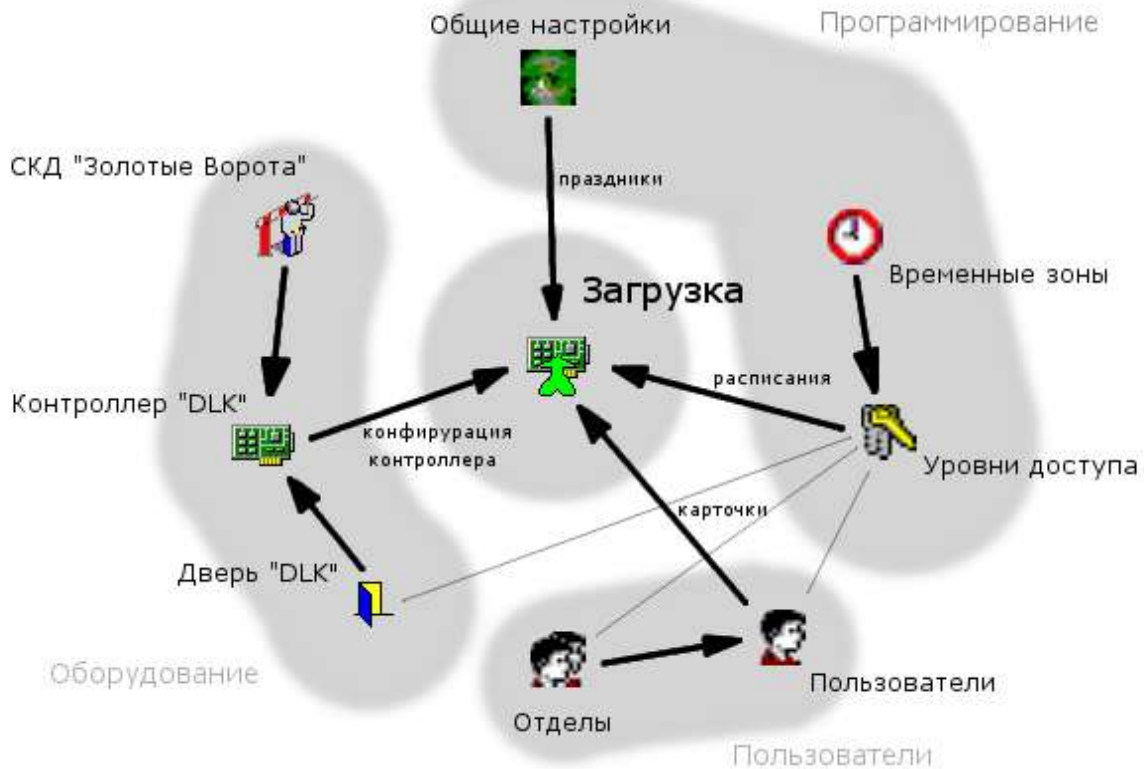 Общие настройки
Программирование
СКД "Золотые Ворота"
праздники
Временные зоны
Загрузка
расписания
Контроллер "DLK"
конфирурация
контроллера
Уровни доступа
карточки
Дверь "DLK"
Оборудование
Пользователи
Отделы
Пользователи